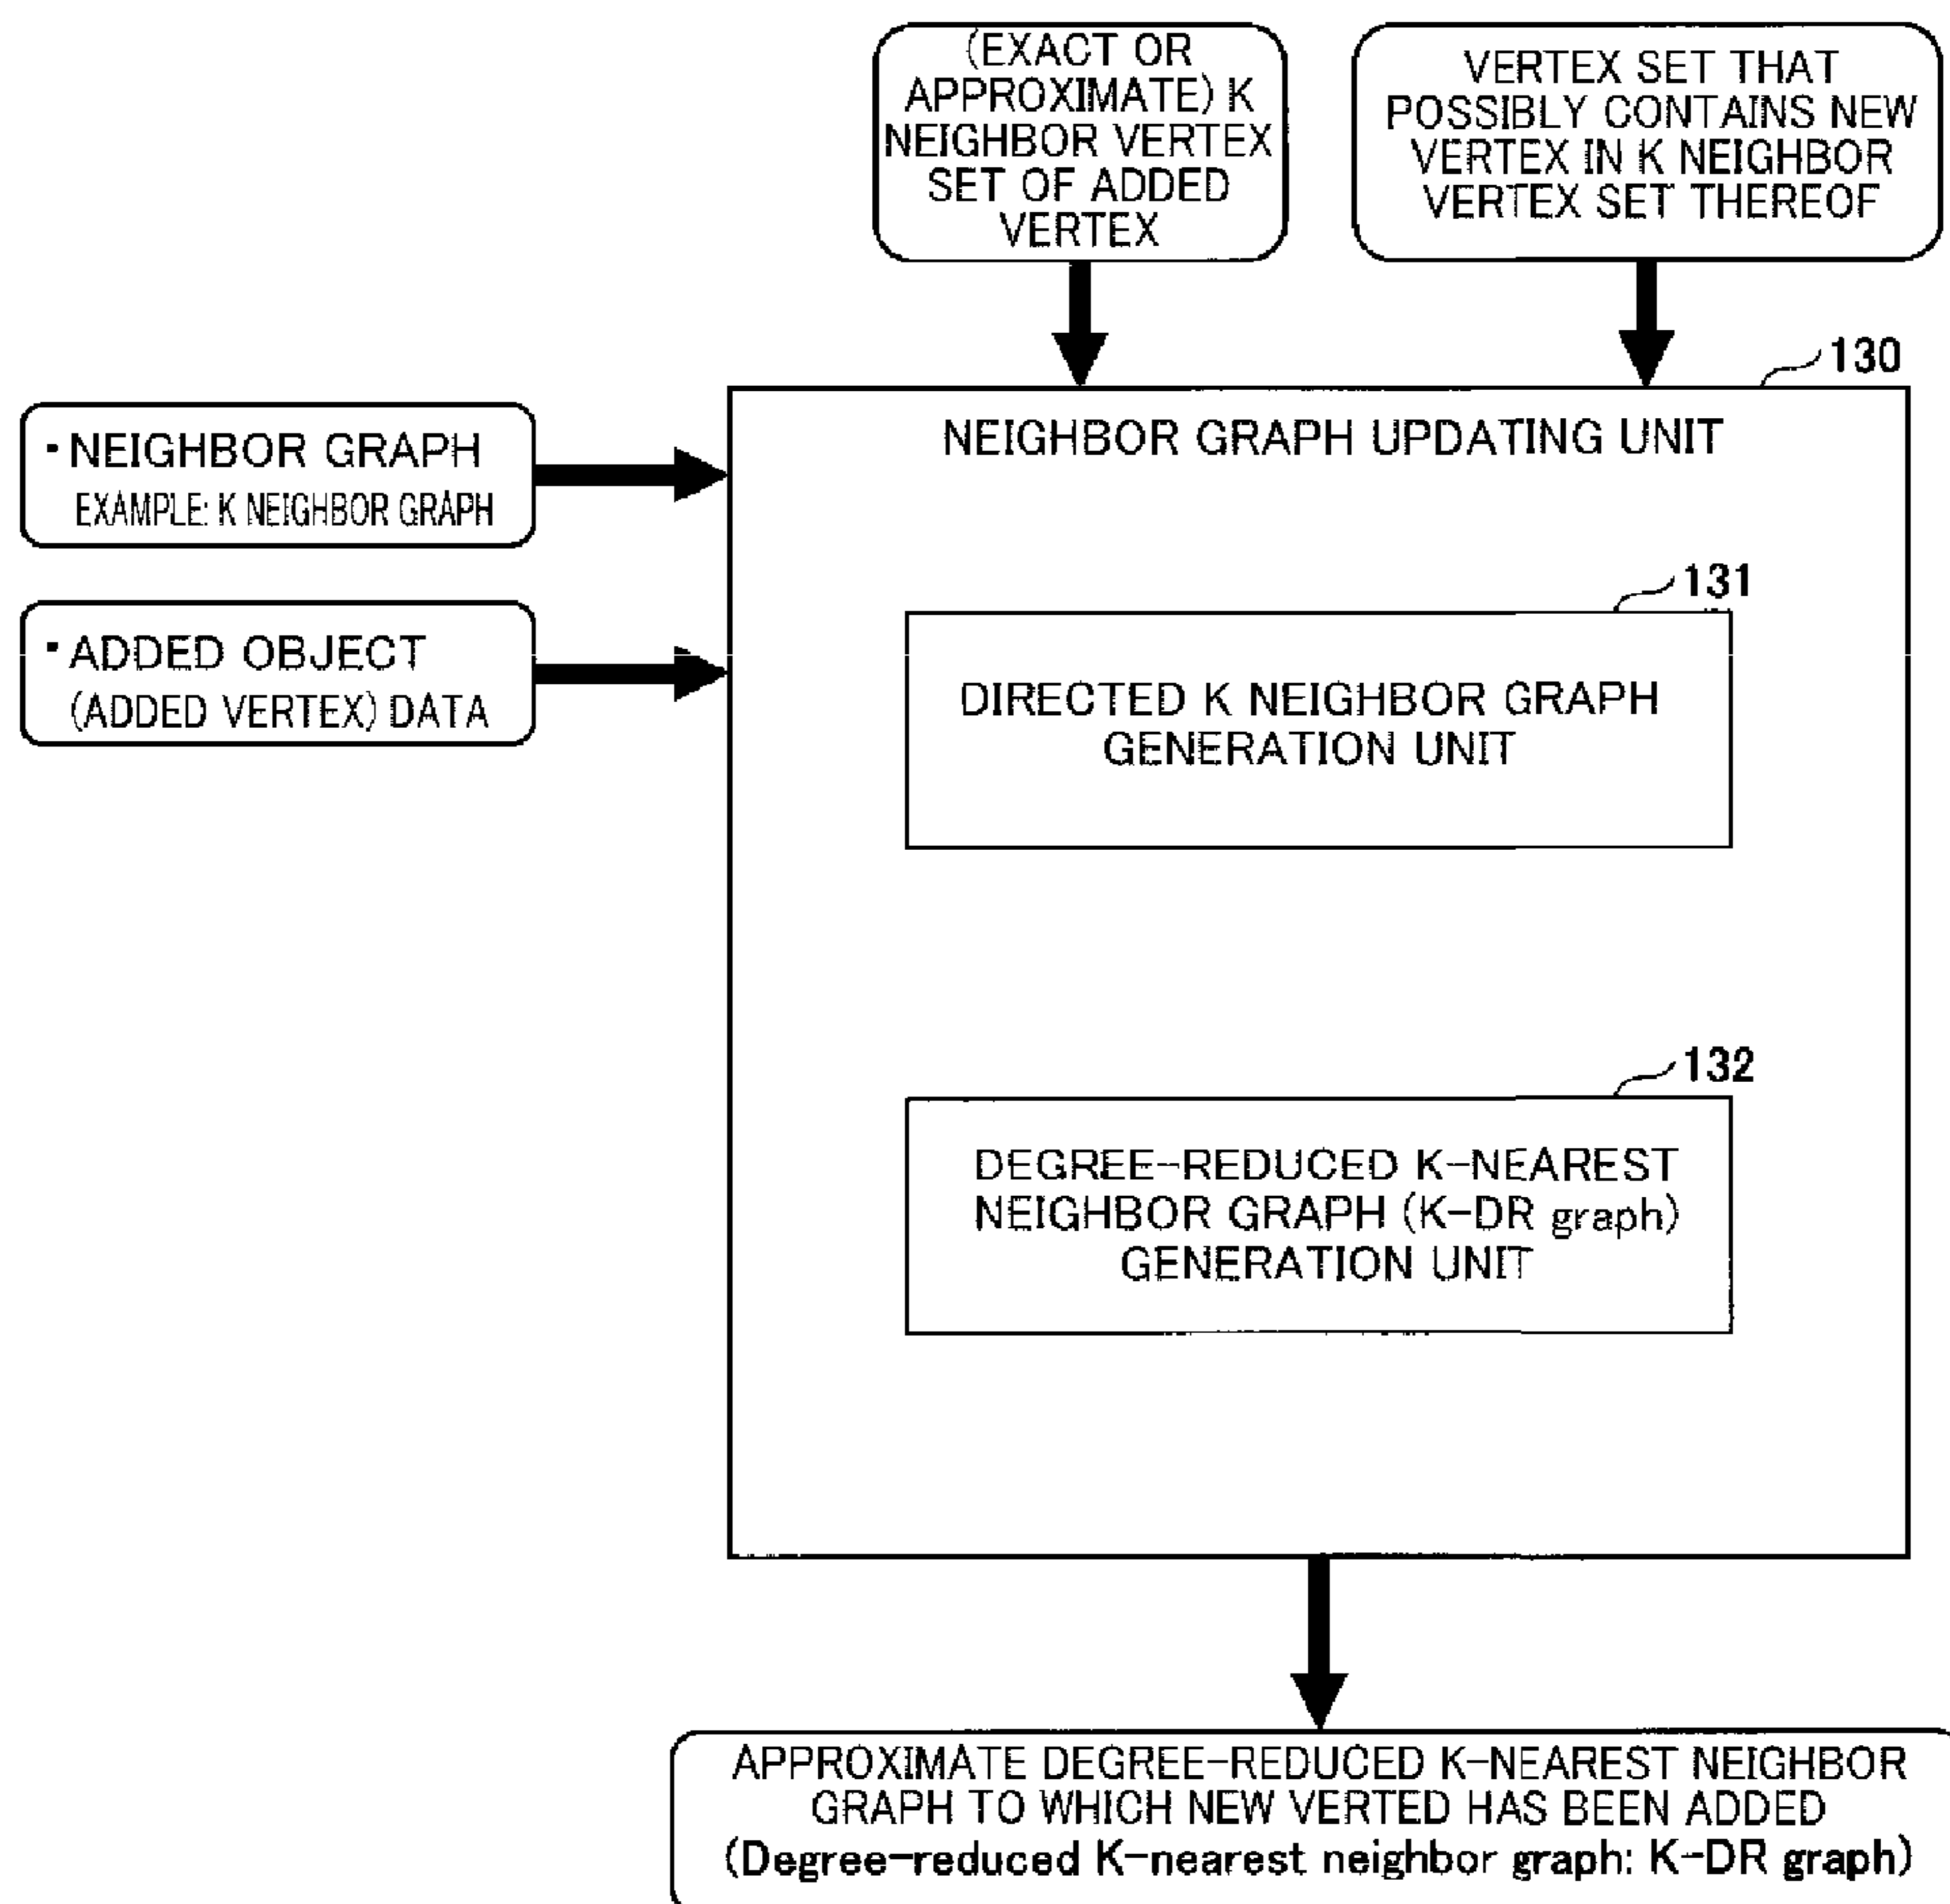 (EXACT OR
APPROXIMATE) K
NEIGHBOR VERTEX
SET OF ADDED
VERTEX
VERTEX SET THAT
POSSIBLY CONTAINS NEW
VERTEX IN K NEIGHBOR
VERTEX SET THEREOF
130
・NEIGHBOR GRAPH
EXAMPLE: K NEIGHBOR GRAPH
・ADDED OBJECT
(ADDED VERTEX) DATA
NEIGHBOR GRAPH UPDATING UNIT
131
DIRECTED K NEIGHBOR GRAPH
GENERATION UNIT
132
DEGREE-REDUCED K-NEAREST
NEIGHBOR GRAPH (K-DR graph)
GENERATION UNIT
APPROXIMATE DEGREE-REDUCED K-NEAREST NEIGHBOR
GRAPH TO WHICH NEW VERTED HAS BEEN ADDED
(Degree-reduced K-nearest neighbor graph: K-DR graph)